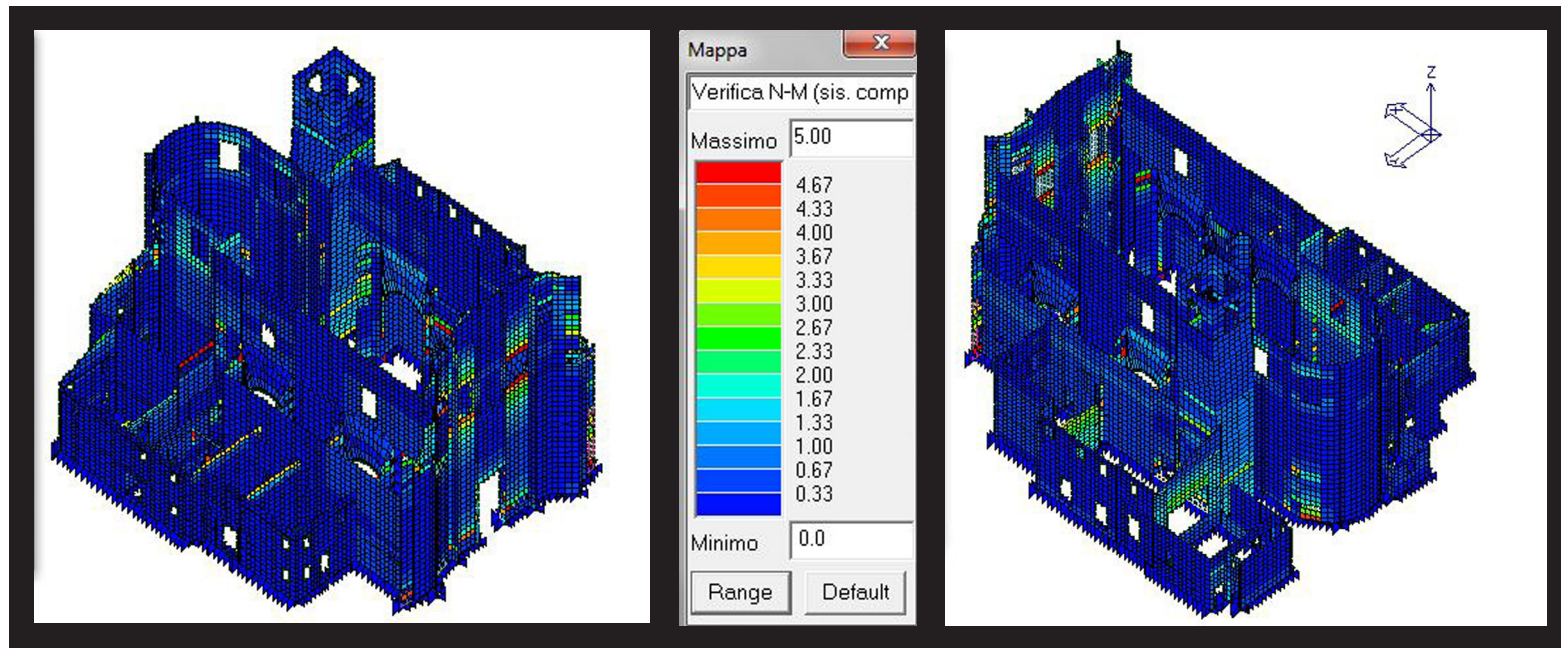 Mappa
Verifica N-M (sis. comp
Massimo 5.00
4.67
4.33
4.00
3.67
3.33
3.00
2.67
2.33
2.00
1.67
1.33
1.00
0.67
0.33
Minimo 0.0
Range Default
Z